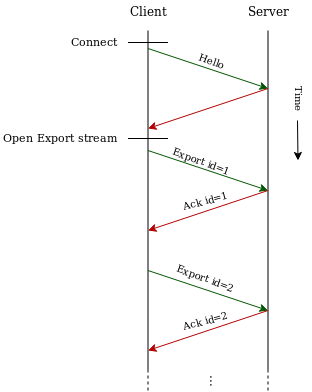 Client
Server
Connect
Hello
Time
Open Export stream
Export id=1
Ack id=1
Export id=2
Ack id=2